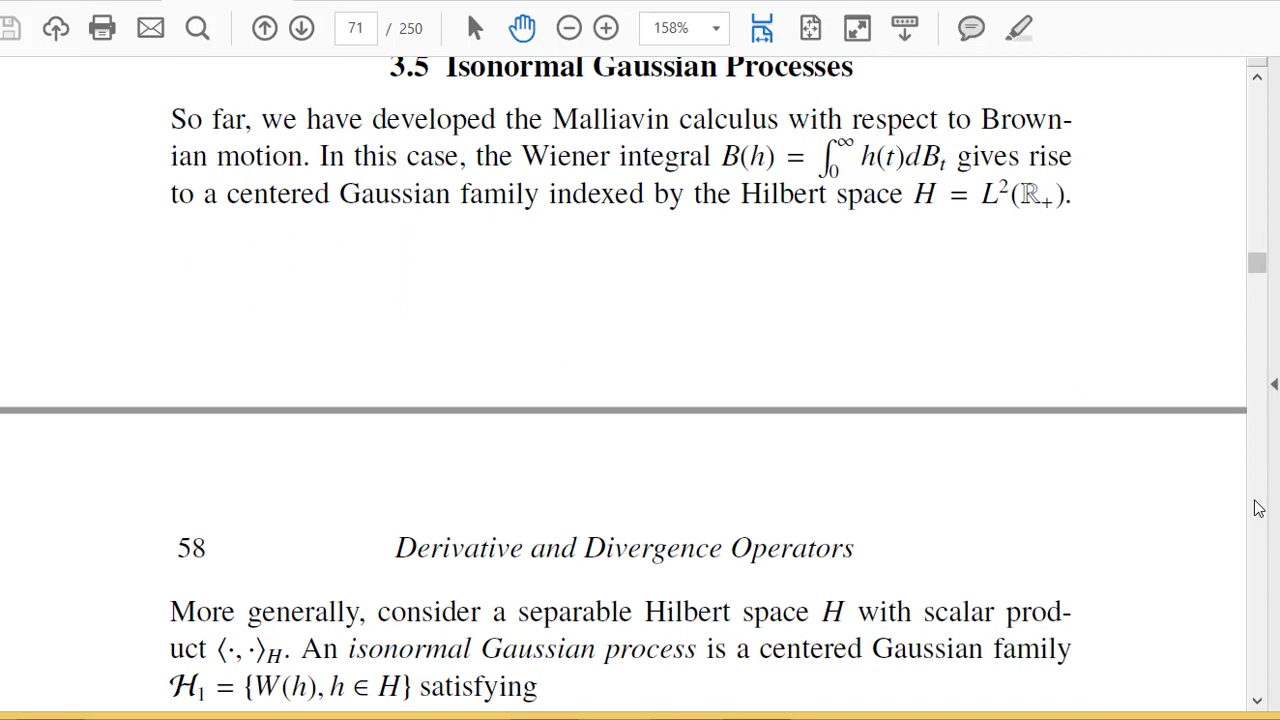 71 / 250 158%
3.5 Isonormal Gaussian Processes
So far, we have developed the Malliavin calculus with respect to Brown-
ian motion. In this case, the Wiener integral B(h) = ∫₀^∞ h(t)dBₜ gives rise
to a centered Gaussian family indexed by the Hilbert space H = L²(ℝ₊).
58 Derivative and Divergence Operators
More generally, consider a separable Hilbert space H with scalar prod-
uct ⟨·, ·⟩_H. An isonormal Gaussian process is a centered Gaussian family
ℋ₁ = {W(h), h ∈ H} satisfying